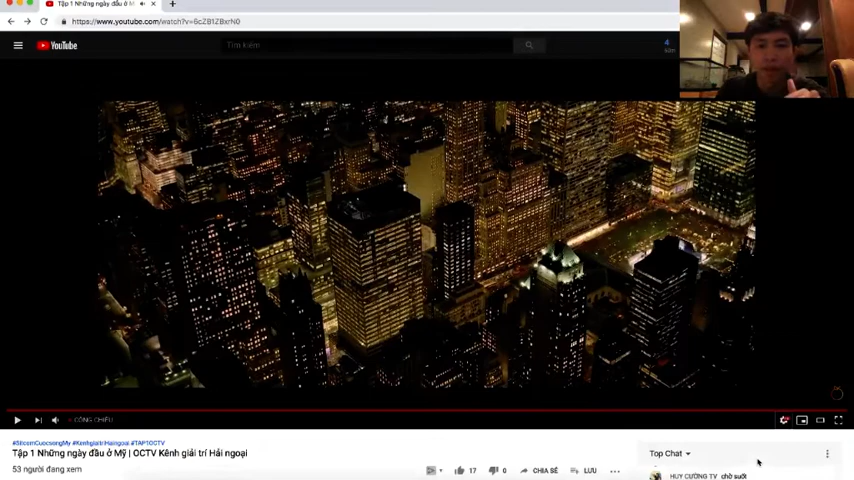 Tập 1 Những ngày đầu ở M
https://www.youtube.com/watch?v=6cZB1ZBxrN0
YouTube
Tìm kiếm
4
CÔNG CHIẾU
#SitcomCuocsongMy #KenhgiaitriHaingoai #TAP1OCTV
Tập 1 Những ngày đầu ở Mỹ | OCTV Kênh giải trí Hải ngoại
53 người đang xem
17
0
CHIA SẺ
LƯU
Top Chat
HUY CƯỜNG TV chờ suốt